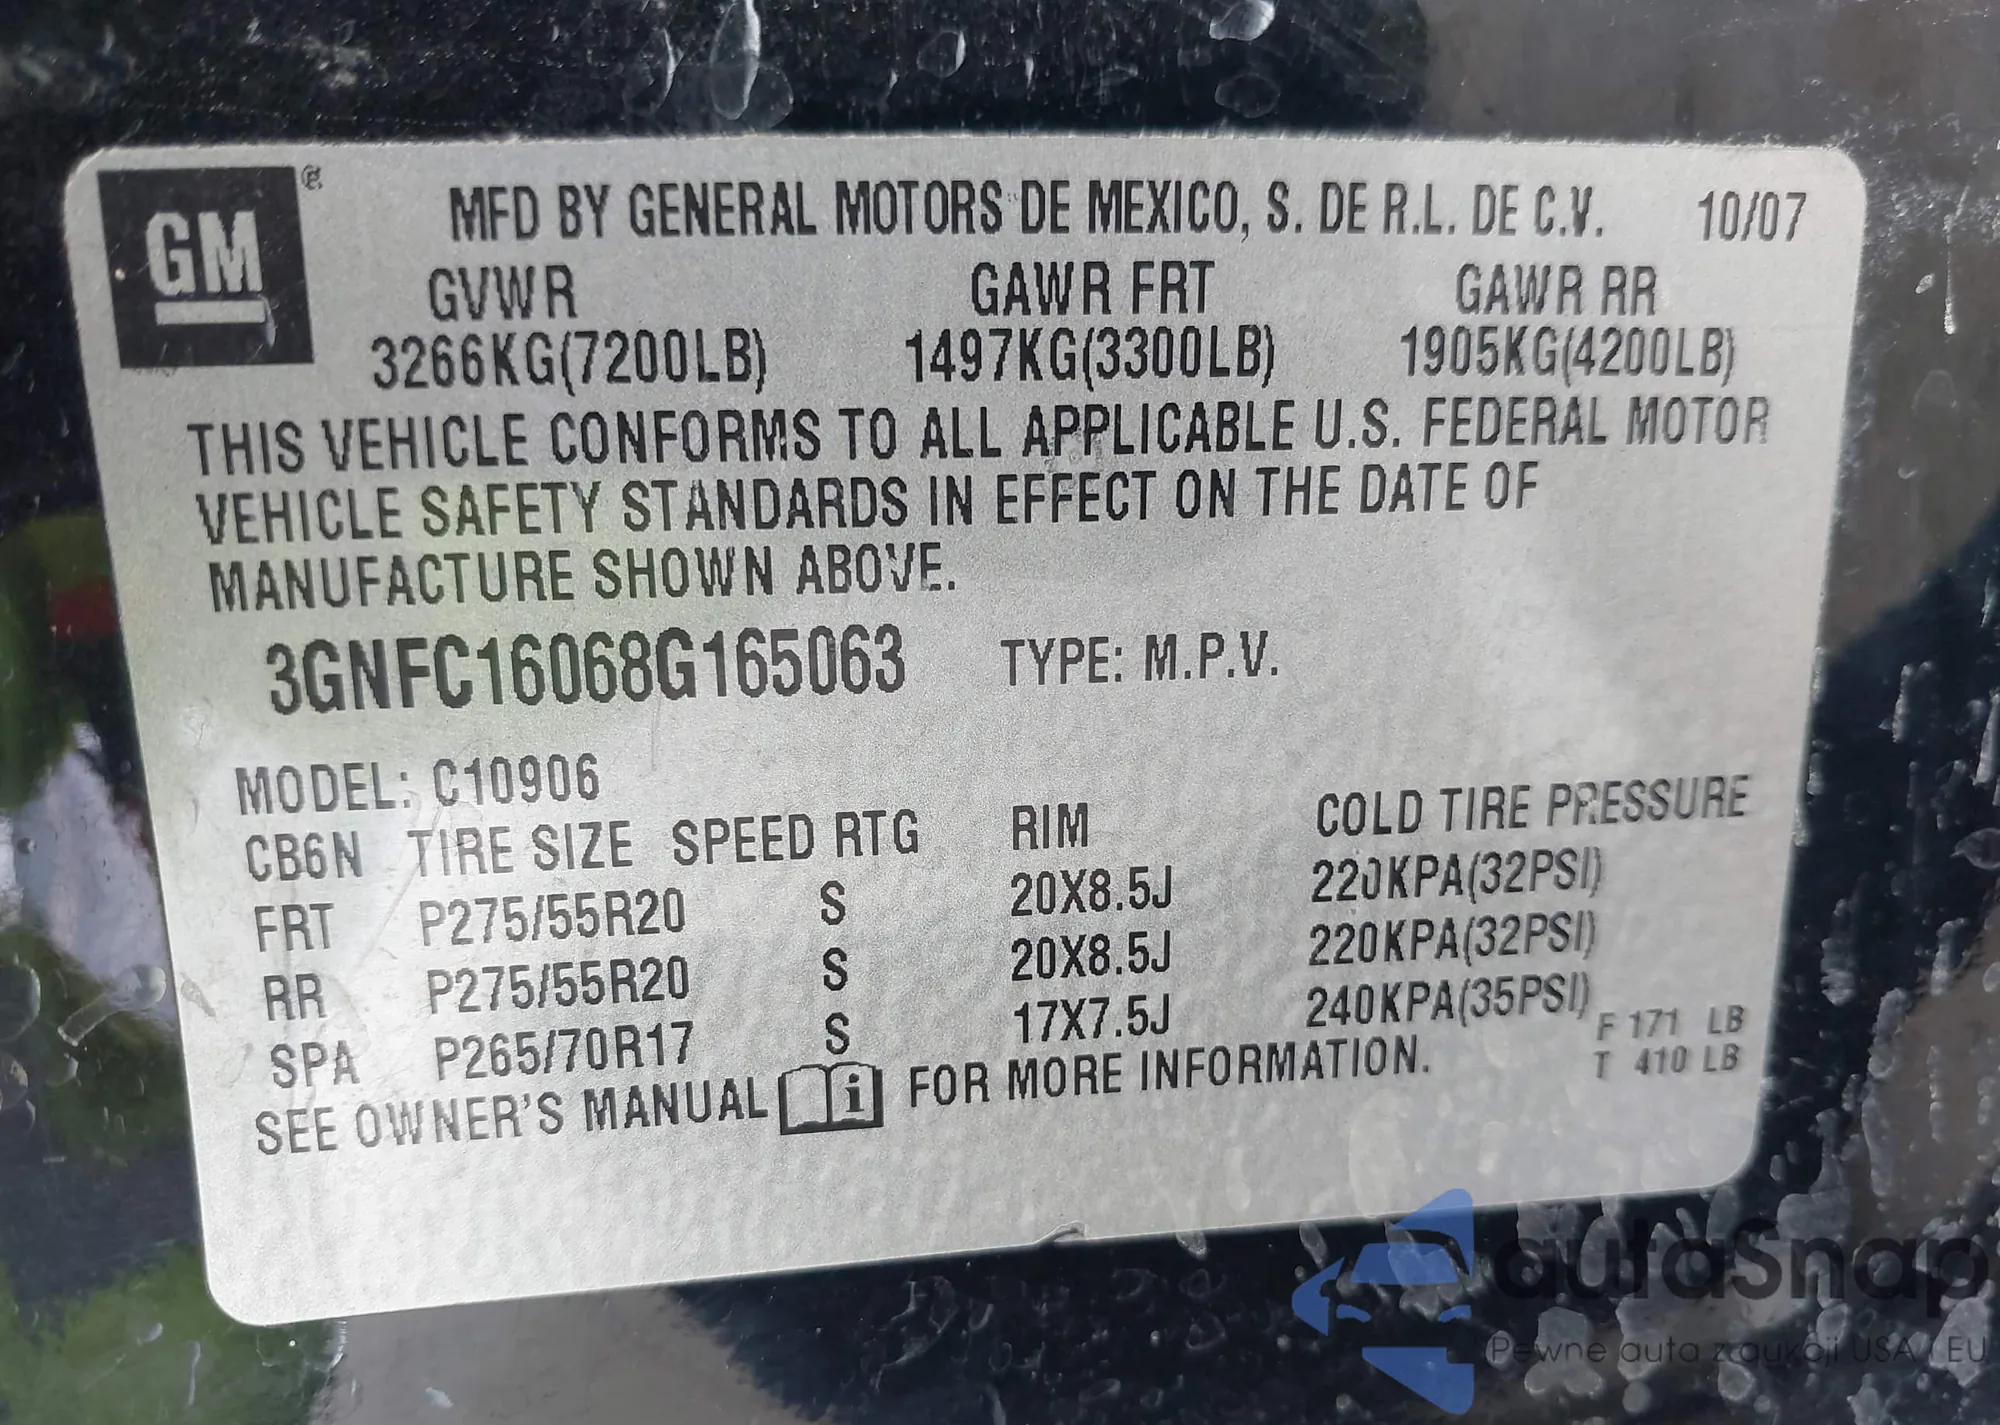 GM ®
MFD BY GENERAL MOTORS DE MEXICO, S. DE R.L. DE C.V. 10/07
GVWR GAWR FRT GAWR RR
3266KG(7200LB) 1497KG(3300LB) 1905KG(4200LB)
THIS VEHICLE CONFORMS TO ALL APPLICABLE U.S. FEDERAL MOTOR
VEHICLE SAFETY STANDARDS IN EFFECT ON THE DATE OF
MANUFACTURE SHOWN ABOVE.
3GNFC16068G165063 TYPE: M.P.V.
MODEL: C10906
CB6N TIRE SIZE SPEED RTG RIM COLD TIRE PRESSURE
FRT P275/55R20 S 20X8.5J 220KPA(32PSI)
RR P275/55R20 S 20X8.5J 220KPA(32PSI)
SPA P265/70R17 S 17X7.5J 240KPA(35PSI) F 171 LB
SEE OWNER'S MANUAL i FOR MORE INFORMATION. T 410 LB
autaSnap
Pewne auta z aukcji USA / EU